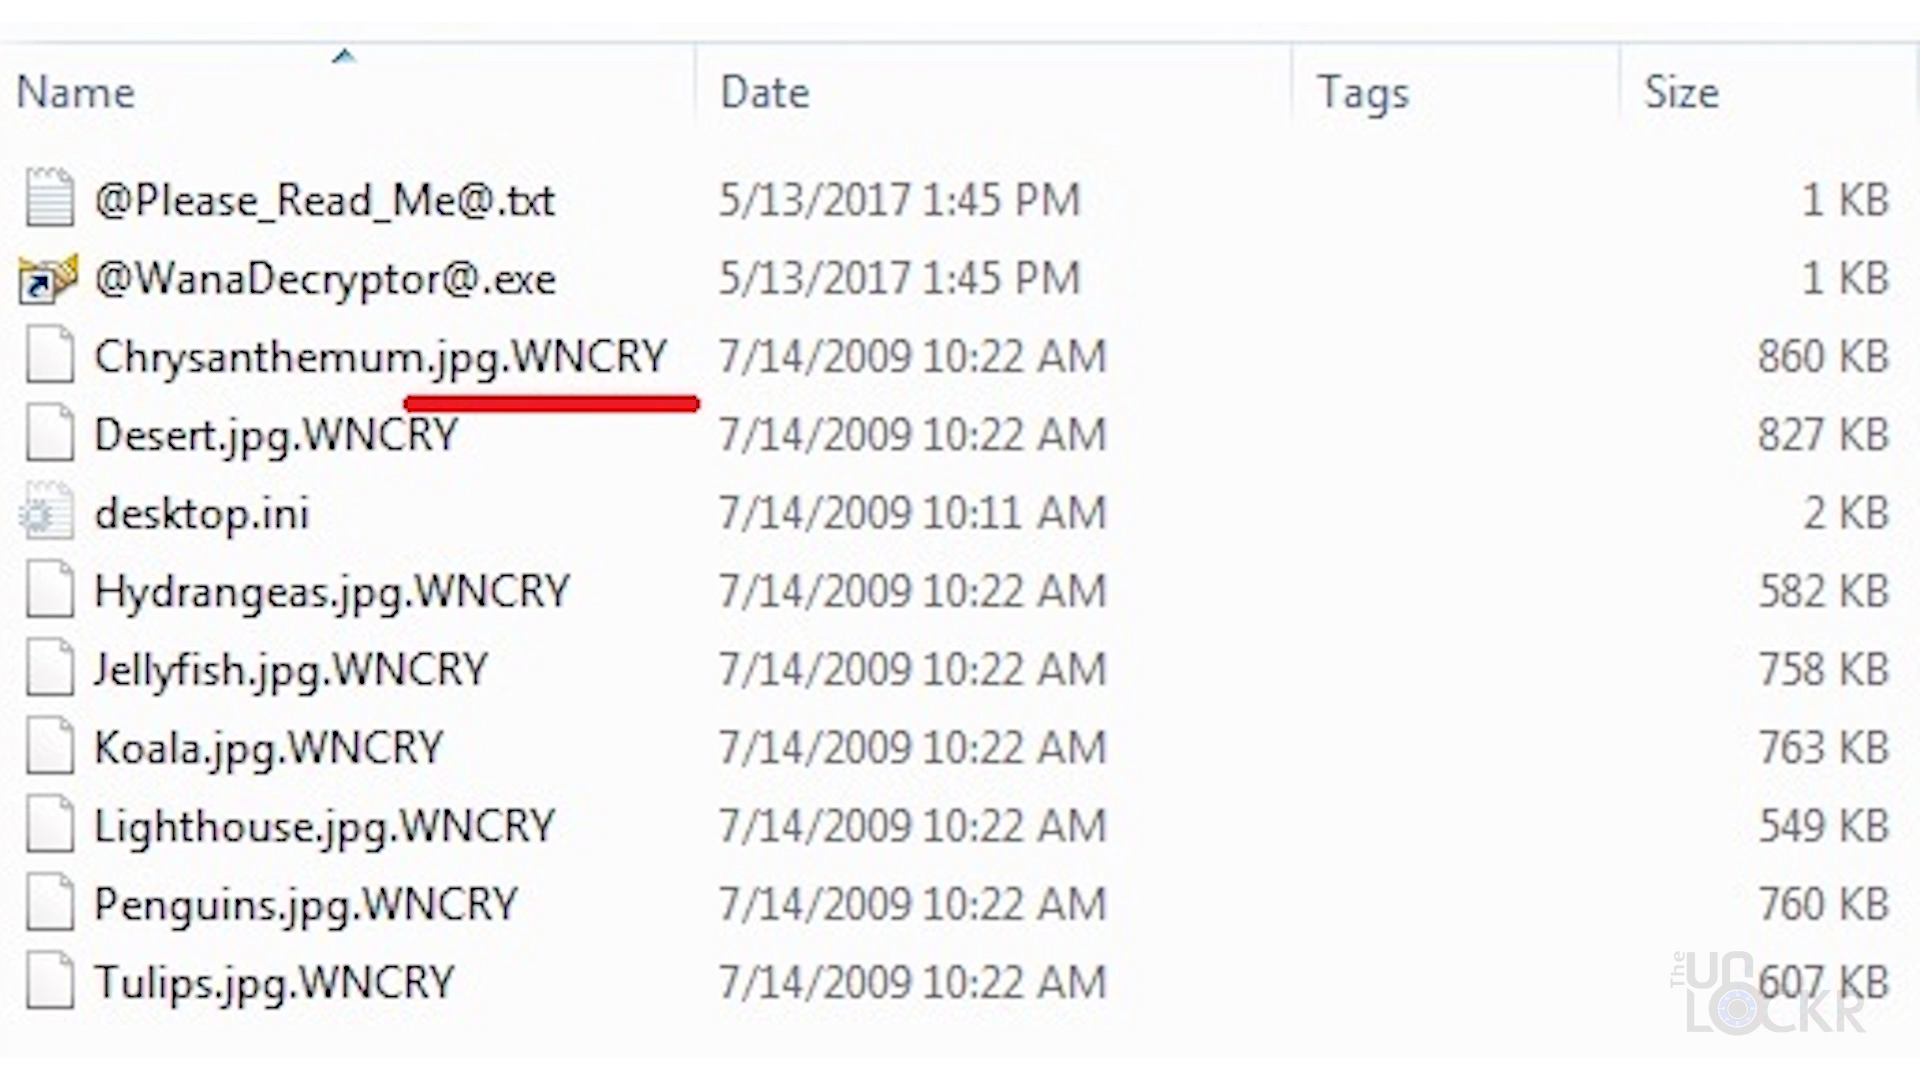 Name Date Tags Size
@Please_Read_Me@.txt 5/13/2017 1:45 PM 1 KB
@WanaDecryptor@.exe 5/13/2017 1:45 PM 1 KB
Chrysanthemum.jpg.WNCRY 7/14/2009 10:22 AM 860 KB
Desert.jpg.WNCRY 7/14/2009 10:22 AM 827 KB
desktop.ini 7/14/2009 10:11 AM 2 KB
Hydrangeas.jpg.WNCRY 7/14/2009 10:22 AM 582 KB
Jellyfish.jpg.WNCRY 7/14/2009 10:22 AM 758 KB
Koala.jpg.WNCRY 7/14/2009 10:22 AM 763 KB
Lighthouse.jpg.WNCRY 7/14/2009 10:22 AM 549 KB
Penguins.jpg.WNCRY 7/14/2009 10:22 AM 760 KB
Tulips.jpg.WNCRY 7/14/2009 10:22 AM 607 KB
The UN
LOCKR